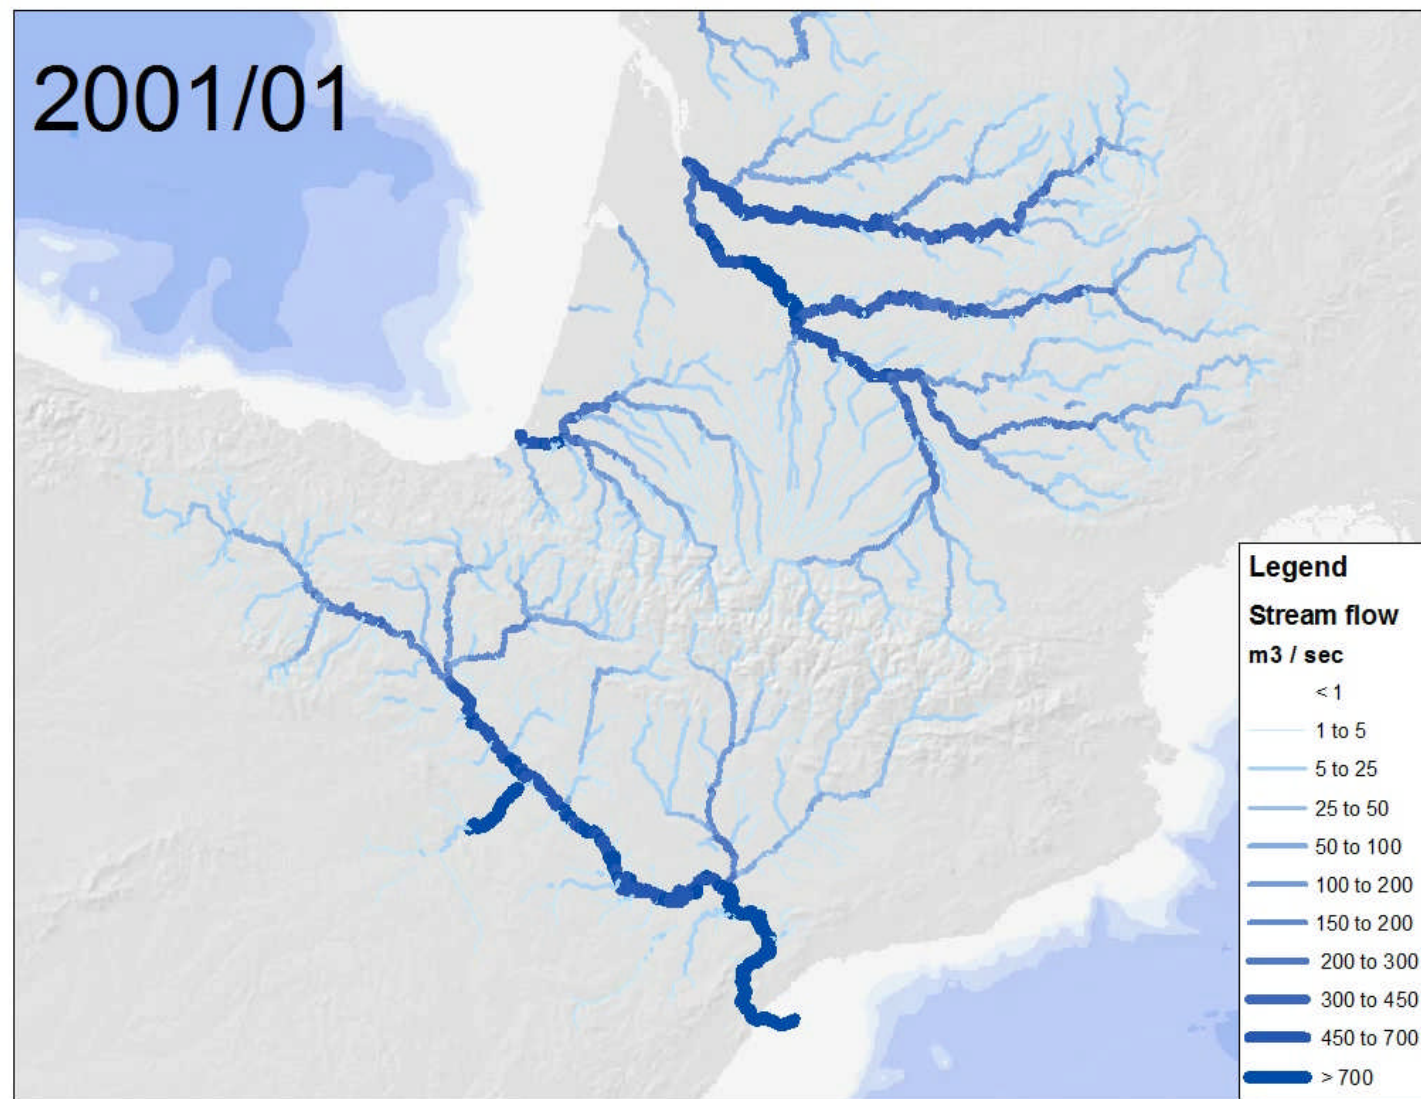 2001/01
Legend
Stream flow
m3 / sec
< 1
1 to 5
5 to 25
25 to 50
50 to 100
100 to 200
150 to 200
200 to 300
300 to 450
450 to 700
> 700